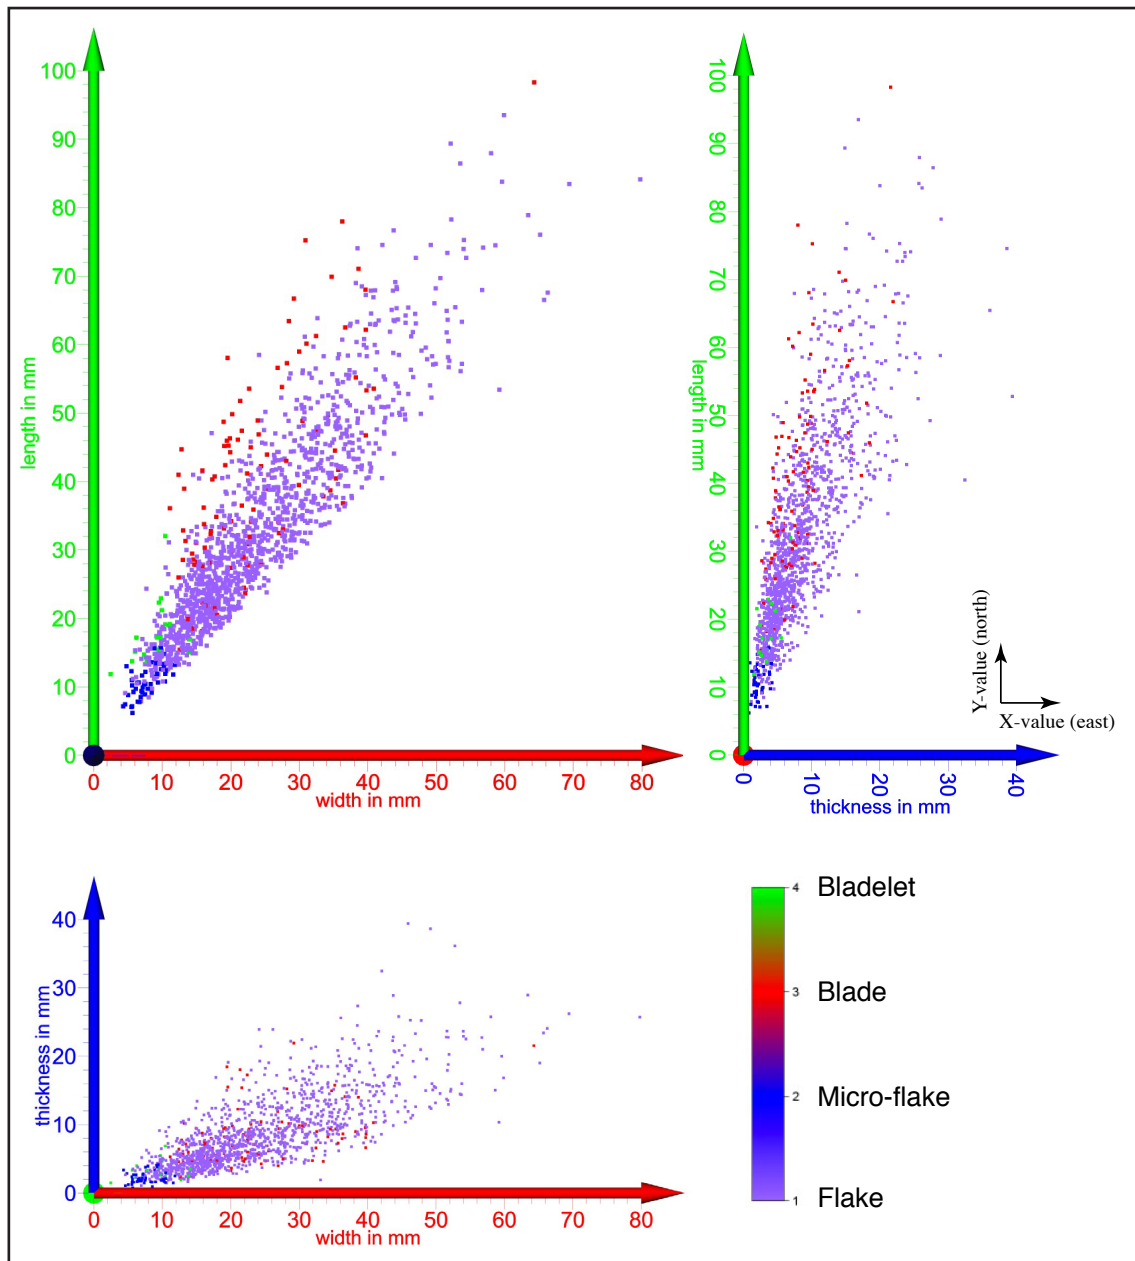 100
90
80
70
60
50
40
30
20
10
0
length in mm
0 10 20 30 40 50 60 70 80
width in mm
100
90
80
70
60
50
40
30
20
10
0
length in mm
0 10 20 30 40
thickness in mm
Y-value (north)
X-value (east)
40
30
20
10
0
thickness in mm
0 10 20 30 40 50 60 70 80
width in mm
4 Bladelet
3 Blade
2 Micro-flake
1 Flake